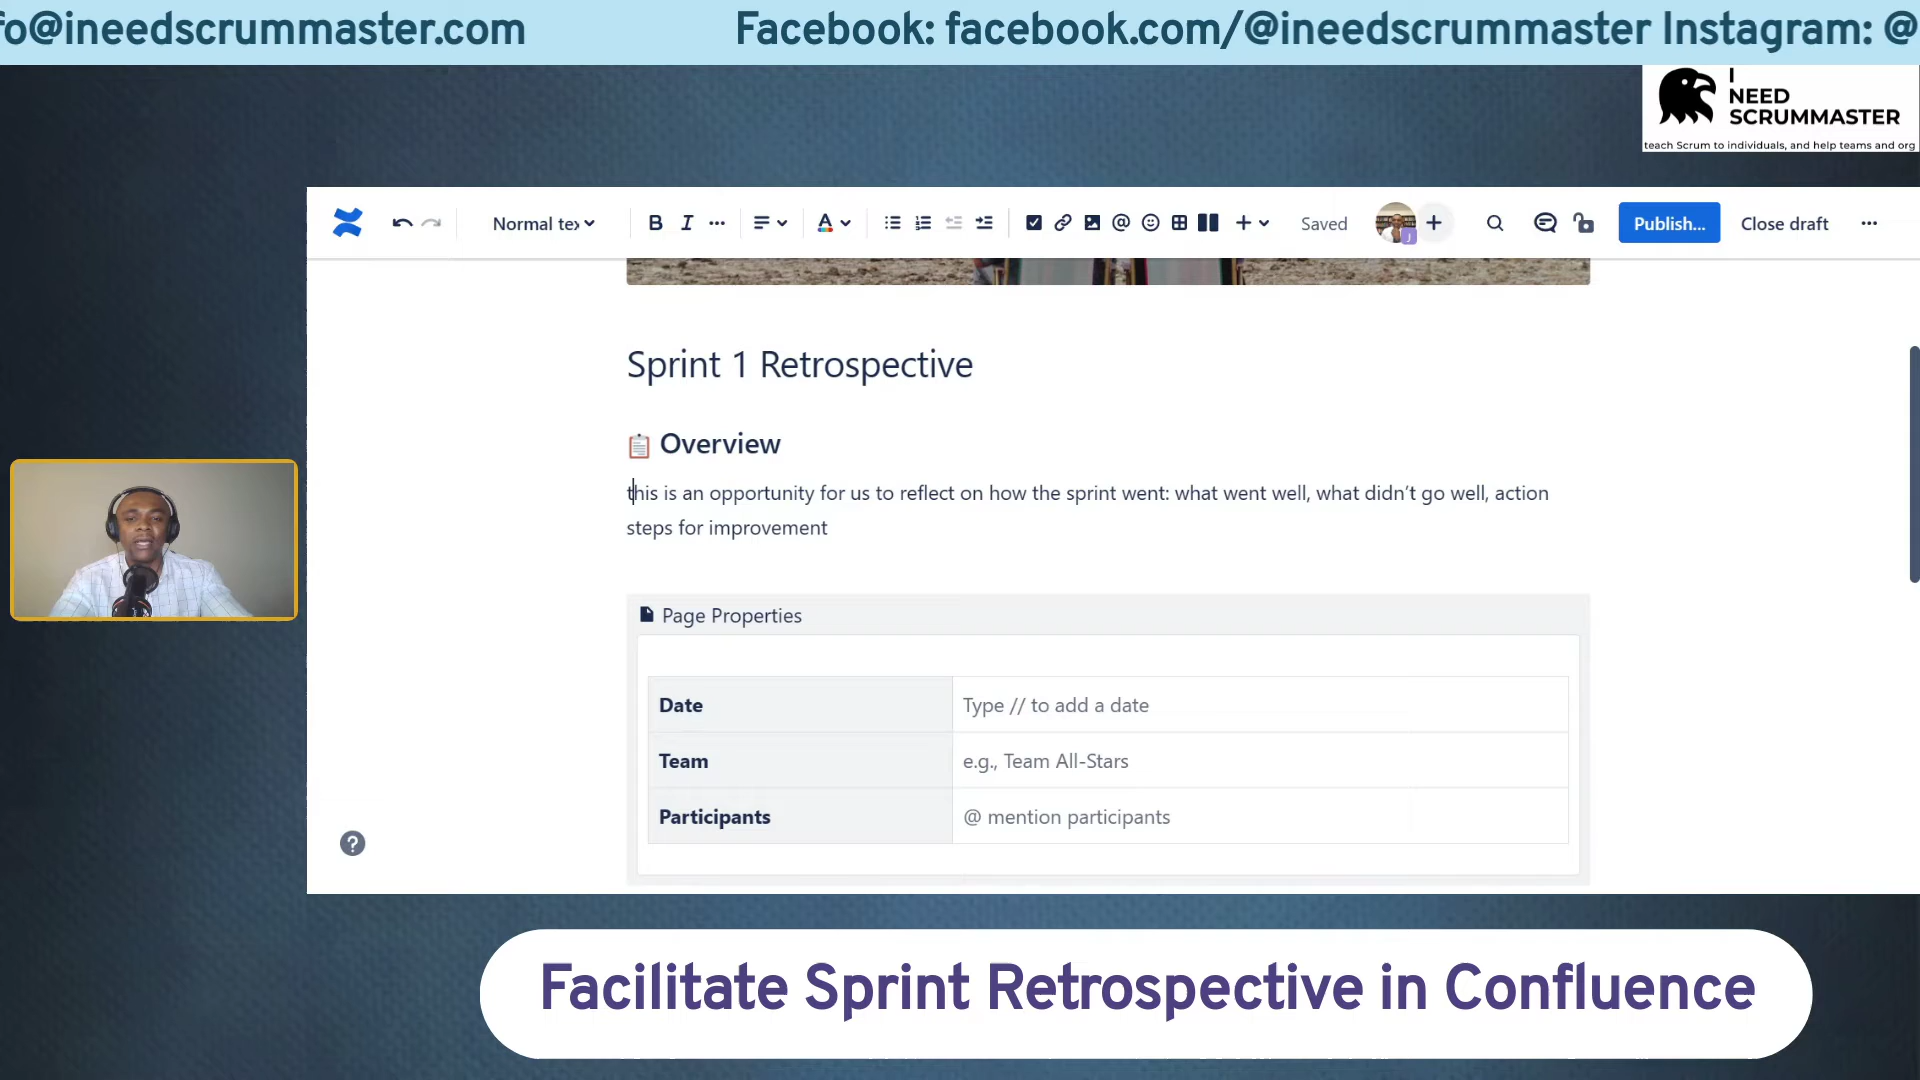 fo@ineedscrummaster.com Facebook: facebook.com/@ineedscrummaster Instagram: @
I
NEED
SCRUMMASTER
teach Scrum to individuals, and help teams and org
Normal tex
B I
A
@
Saved
J
Publish...
Close draft
Sprint 1 Retrospective
Overview
this is an opportunity for us to reflect on how the sprint went: what went well, what didn’t go well, action
steps for improvement
Page Properties
Date Type // to add a date
Team e.g., Team All-Stars
Participants @ mention participants
?
Facilitate Sprint Retrospective in Confluence